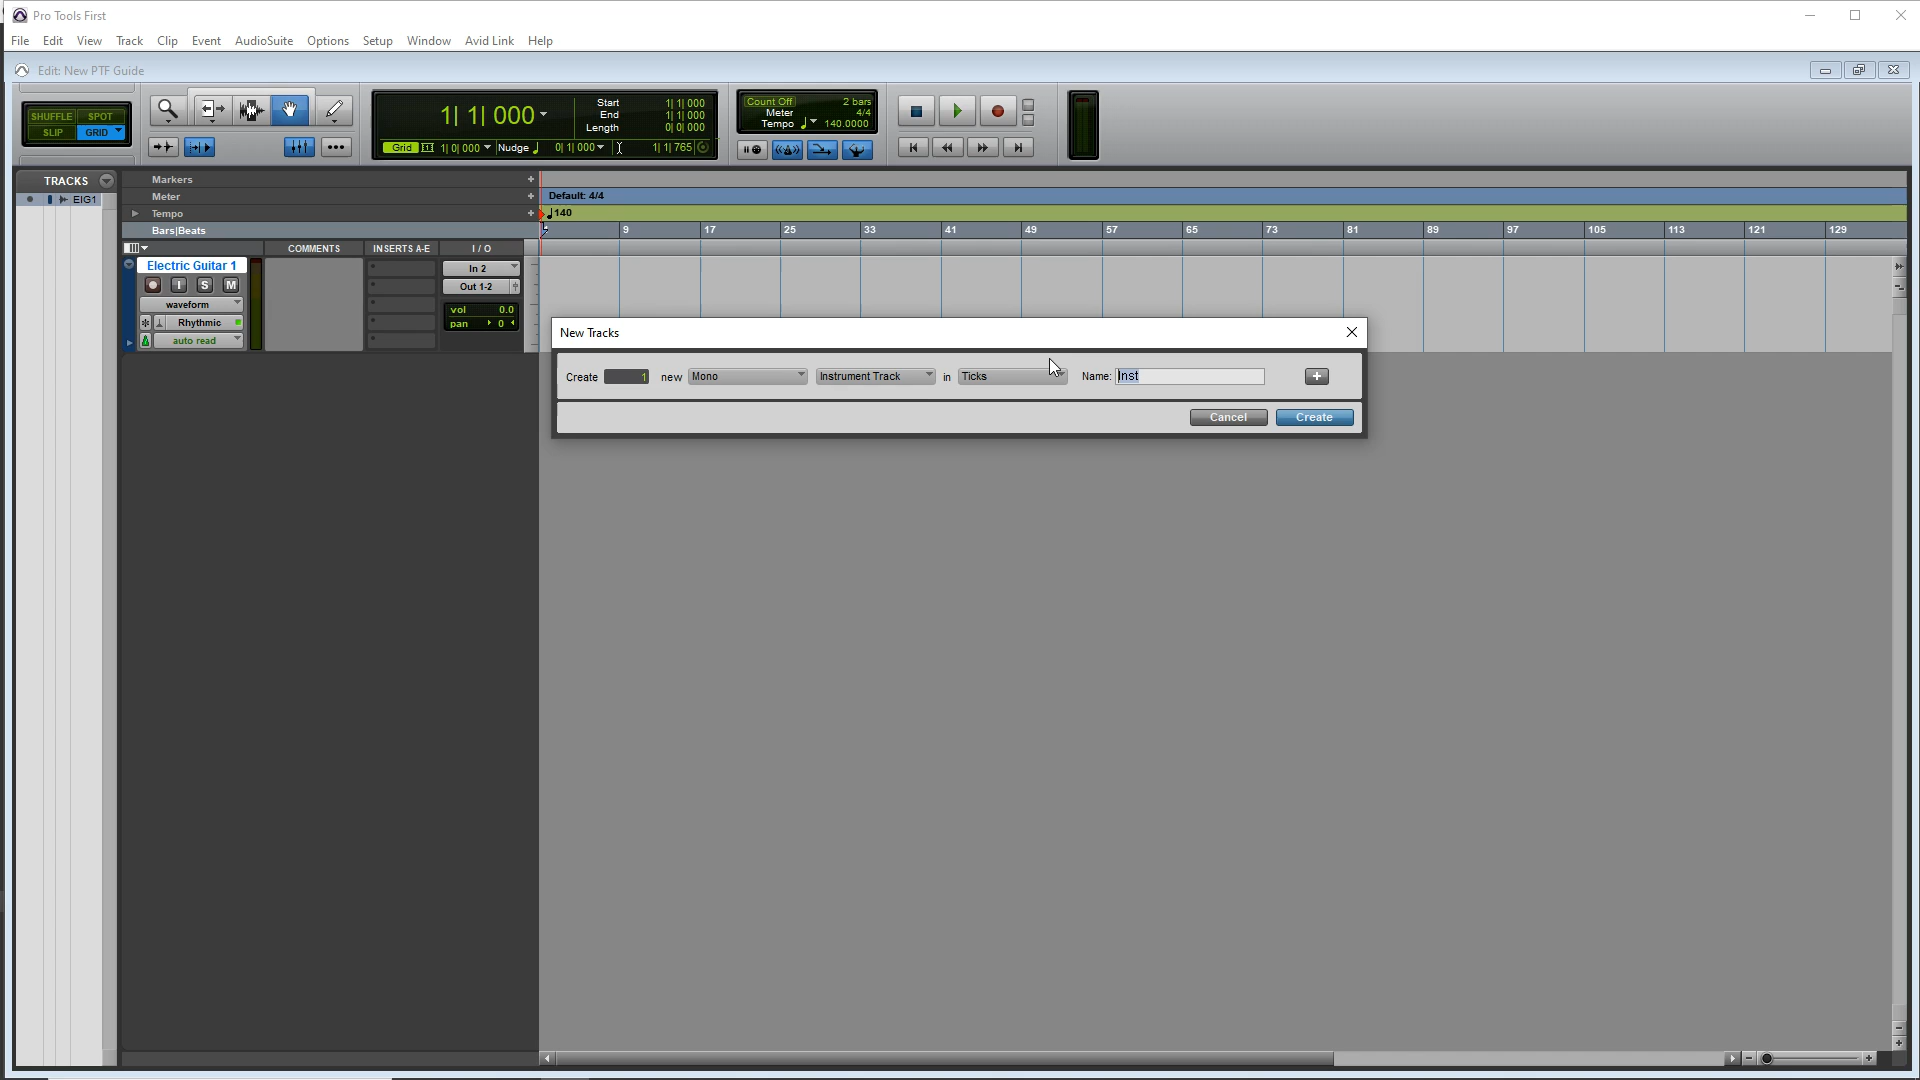 Pro Tools First
File Edit View Track Clip Event AudioSuite Options Setup Window Avid Link Help
Edit: New PTF Guide
SHUFFLE SPOT
SLIP GRID
1| 1| 000
Start 1| 1| 000
End 1| 1| 000
Length 0| 0| 000
Grid 1| 0| 000 Nudge 0| 1| 000 1| 1| 765
Count Off 2 bars
Meter 4/4
Tempo 140.0000
TRACKS
EIG1
Markers +
Meter +
Tempo +
Bars|Beats
Default: 4/4
140
9 17 25 33 41 49 57 65 73 81 89 97 105 113 121 129
COMMENTS INSERTS A-E I / O
Electric Guitar 1
I S M
waveform
Rhythmic
auto read
In 2
Out 1-2
vol 0.0
pan 0
New Tracks
Create 1 new Mono Instrument Track in Ticks Name: Inst +
Cancel Create